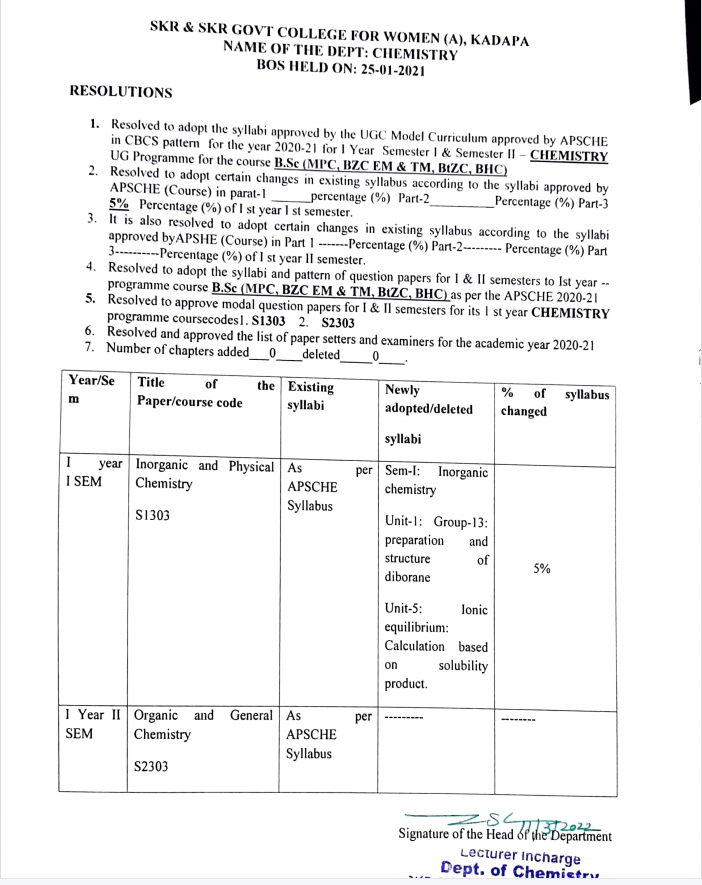 SKR & SKR GOVT COLLEGE FOR WOMEN (A), KADAPA
NAME OF THE DEPT: CHEMISTRY
BOS HELD ON: 25-01-2021
RESOLUTIONS
1. Resolved to adopt the syllabi approved by the UGC Model Curriculum approved by APSCHE
in CBCS pattern for the year 2020-21 for I Year Semester I & Semester II – CHEMISTRY
UG Programme for the course B.Sc (MPC, BZC EM & TM, BtZC, BHC)
2. Resolved to adopt certain changes in existing syllabus according to the syllabi approved by
APSCHE (Course) in parat-1 ______percentage (%) Part-2__________Percentage (%) Part-3
5% Percentage (%) of I st year I st semester.
3. It is also resolved to adopt certain changes in existing syllabus according to the syllabi
approved byAPSHE (Course) in Part 1 -------Percentage (%) Part-2--------- Percentage (%) Part
3----------Percentage (%) of I st year II semester.
4. Resolved to adopt the syllabi and pattern of question papers for I & II semesters to Ist year --
programme course B.Sc (MPC, BZC EM & TM, BtZC, BHC) as per the APSCHE 2020-21
5. Resolved to approve modal question papers for I & II semesters for its 1 st year CHEMISTRY
programme coursecodes1. S1303 2. S2303
6. Resolved and approved the list of paper setters and examiners for the academic year 2020-21
7. Number of chapters added___0____deleted_____0____.
Year/Se
m
Title of the
Paper/course code
Existing
syllabi
Newly
adopted/deleted
syllabi
% of syllabus
changed
I year
I SEM
Inorganic and Physical
Chemistry
S1303
As per
APSCHE
Syllabus
Sem-I: Inorganic
chemistry
Unit-1: Group-13:
preparation and
structure of
diborane
Unit-5: Ionic
equilibrium:
Calculation based
on solubility
product.
5%
I Year II
SEM
Organic and General
Chemistry
S2303
As per
APSCHE
Syllabus
---------
--------
Signature of the Head of the Department
Lecturer Incharge
Dept. of Chemistry